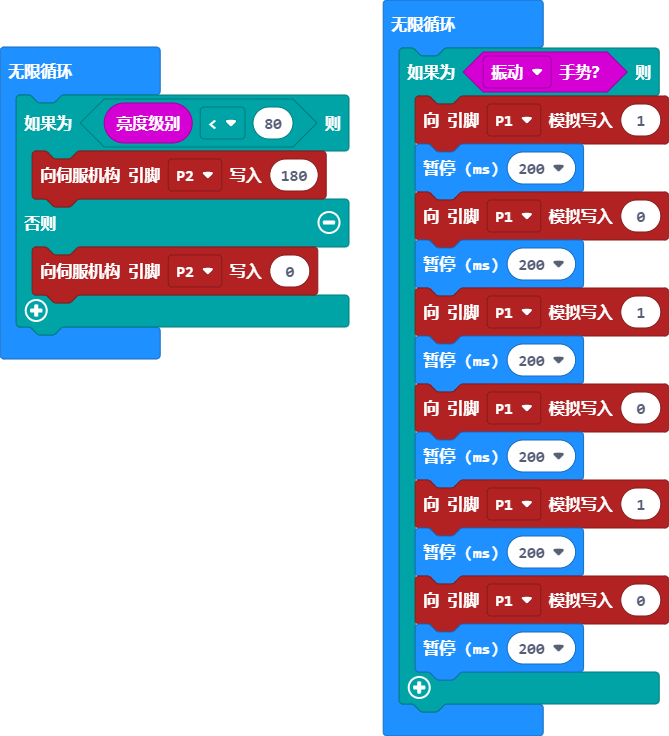 无限循环
如果为 亮度级别 < 80 则
向伺服机构 引脚 P2 写入 180
否则
向伺服机构 引脚 P2 写入 0
无限循环
如果为 振动 手势? 则
向 引脚 P1 模拟写入 1
暂停 (ms) 200
向 引脚 P1 模拟写入 0
暂停 (ms) 200
向 引脚 P1 模拟写入 1
暂停 (ms) 200
向 引脚 P1 模拟写入 0
暂停 (ms) 200
向 引脚 P1 模拟写入 1
暂停 (ms) 200
向 引脚 P1 模拟写入 0
暂停 (ms) 200